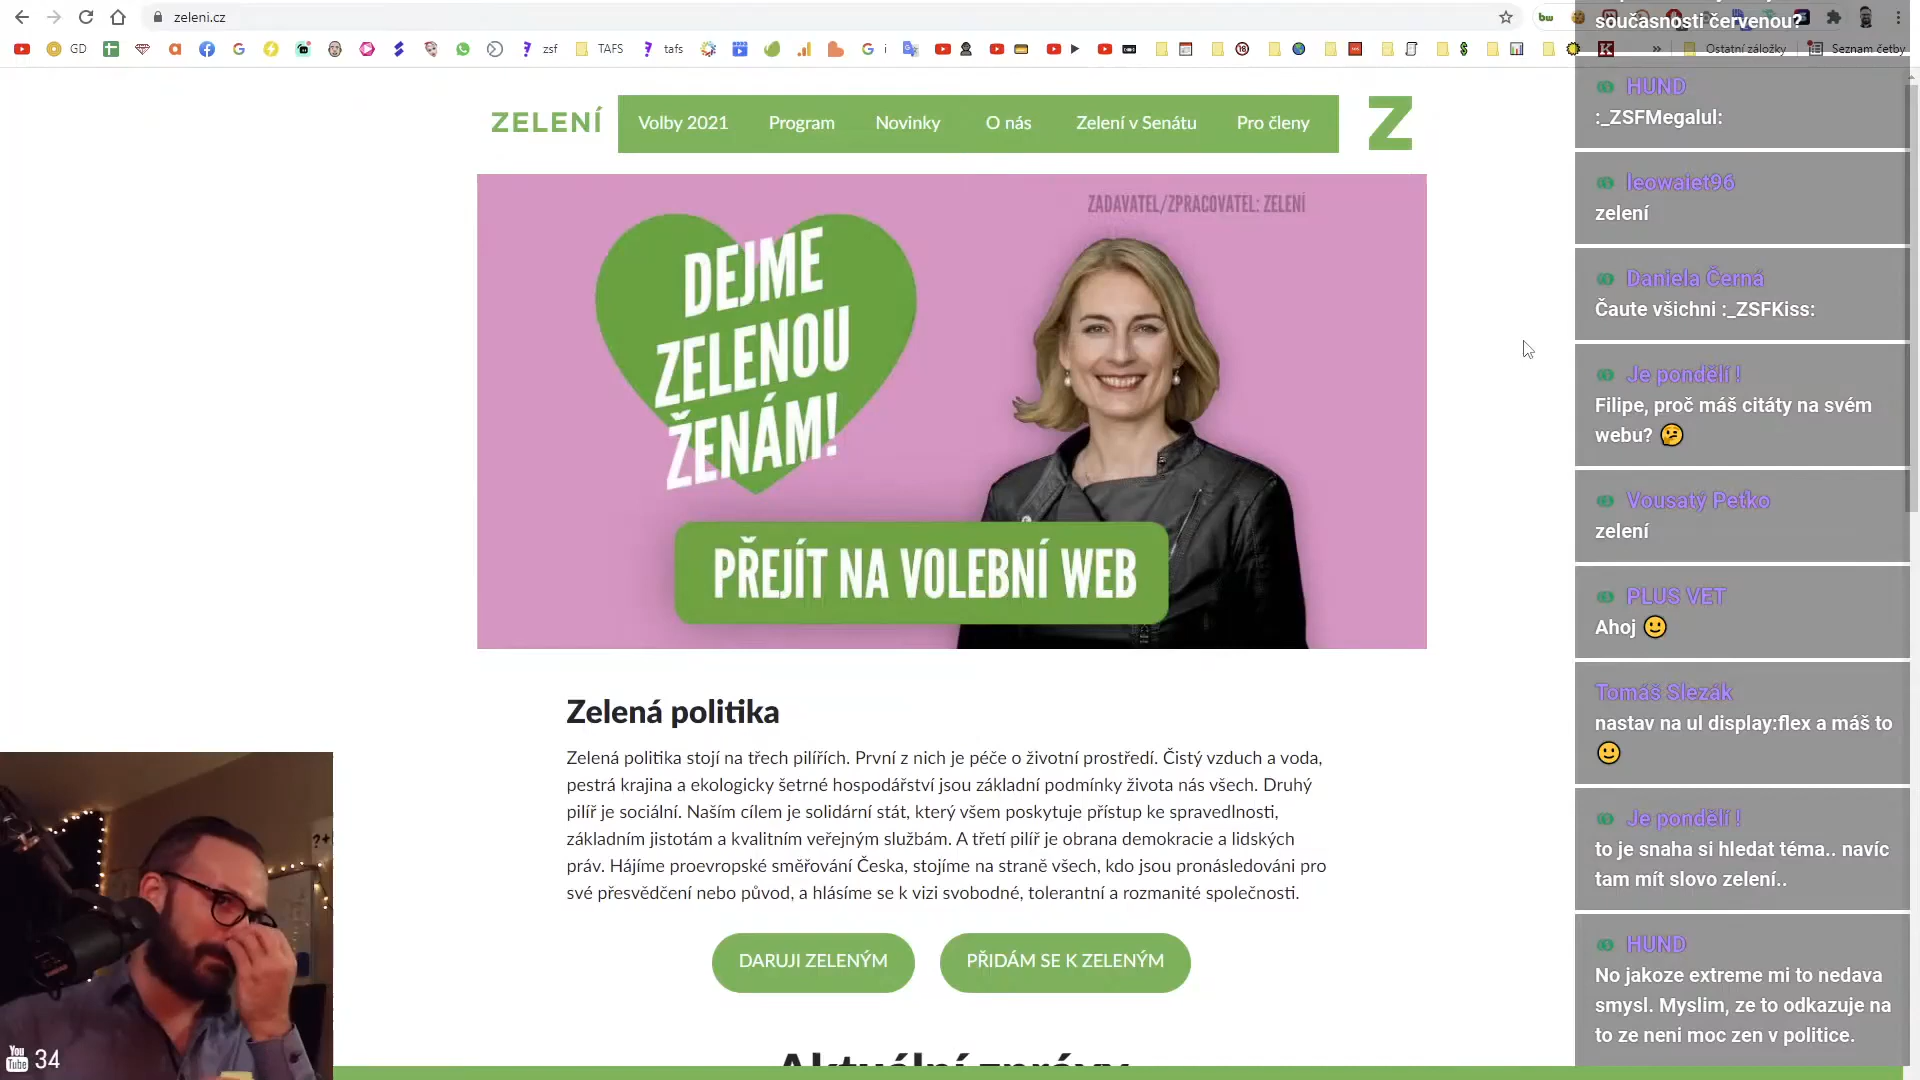 zeleni.cz
GD
zsf
TAFS
tafs
i
Ostatní záložky
Seznam četby
ZELENÍ
Volby 2021
Program
Novinky
O nás
Zelení v Senátu
Pro členy
Z
ZADAVATEL/ZPRACOVATEL: ZELENÍ
DEJME
ZELENOU
ŽENÁM!
PŘEJÍT NA VOLEBNÍ WEB
Zelená politika
Zelená politika stojí na třech pilířích. První z nich je péče o životní prostředí. Čistý vzduch a voda,
pestrá krajina a ekologicky šetrné hospodářství jsou základní podmínky života nás všech. Druhý
pilíř je sociální. Naším cílem je solidární stát, který všem poskytuje přístup ke spravedlnosti,
základním jistotám a kvalitním veřejným službám. A třetí pilíř je obrana demokracie a lidských
práv. Hájíme proevropské směřování Česka, stojíme na straně všech, kdo jsou pronásledováni pro
své přesvědčení nebo původ, a hlásíme se k vizi svobodné, tolerantní a rozmanité společnosti.
DARUJI ZELENÝM
PŘIDÁM SE K ZELENÝM
Aktuální zprávy
současnosti červenou?
HUND
:_ZSFMegalul:
leowaiet96
zelení
Daniela Černá
Čaute všichni :_ZSFKiss:
Je pondělí !
Filipe, proč máš citáty na svém
webu? 🤔
Vousatý Peťko
zelení
PLUS VET
Ahoj 🙂
Tomáš Slezák
nastav na ul display:flex a máš to
🙂
Je pondělí !
to je snaha si hledat téma.. navíc
tam mít slovo zelení..
HUND
No jakoze extreme mi to nedava
smysl. Myslim, ze to odkazuje na
to ze neni moc zen v politice.
You
Tube 34